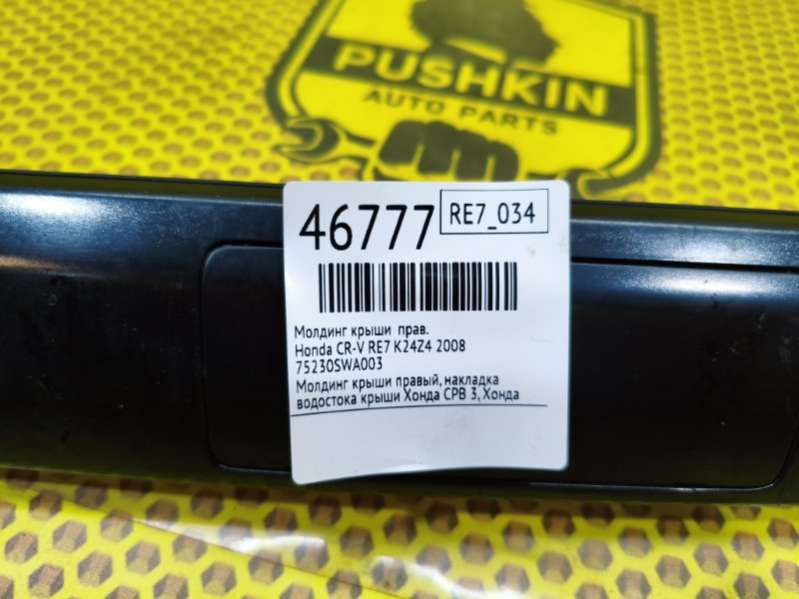 PUSHKIN
AUTO PARTS
46777
RE7_034
Молдинг крыши прав.
Honda CR-V RE7 K24Z4 2008
75230SWA003
Молдинг крыши правый, накладка
водостока крыши Хонда СРВ 3, Хонда